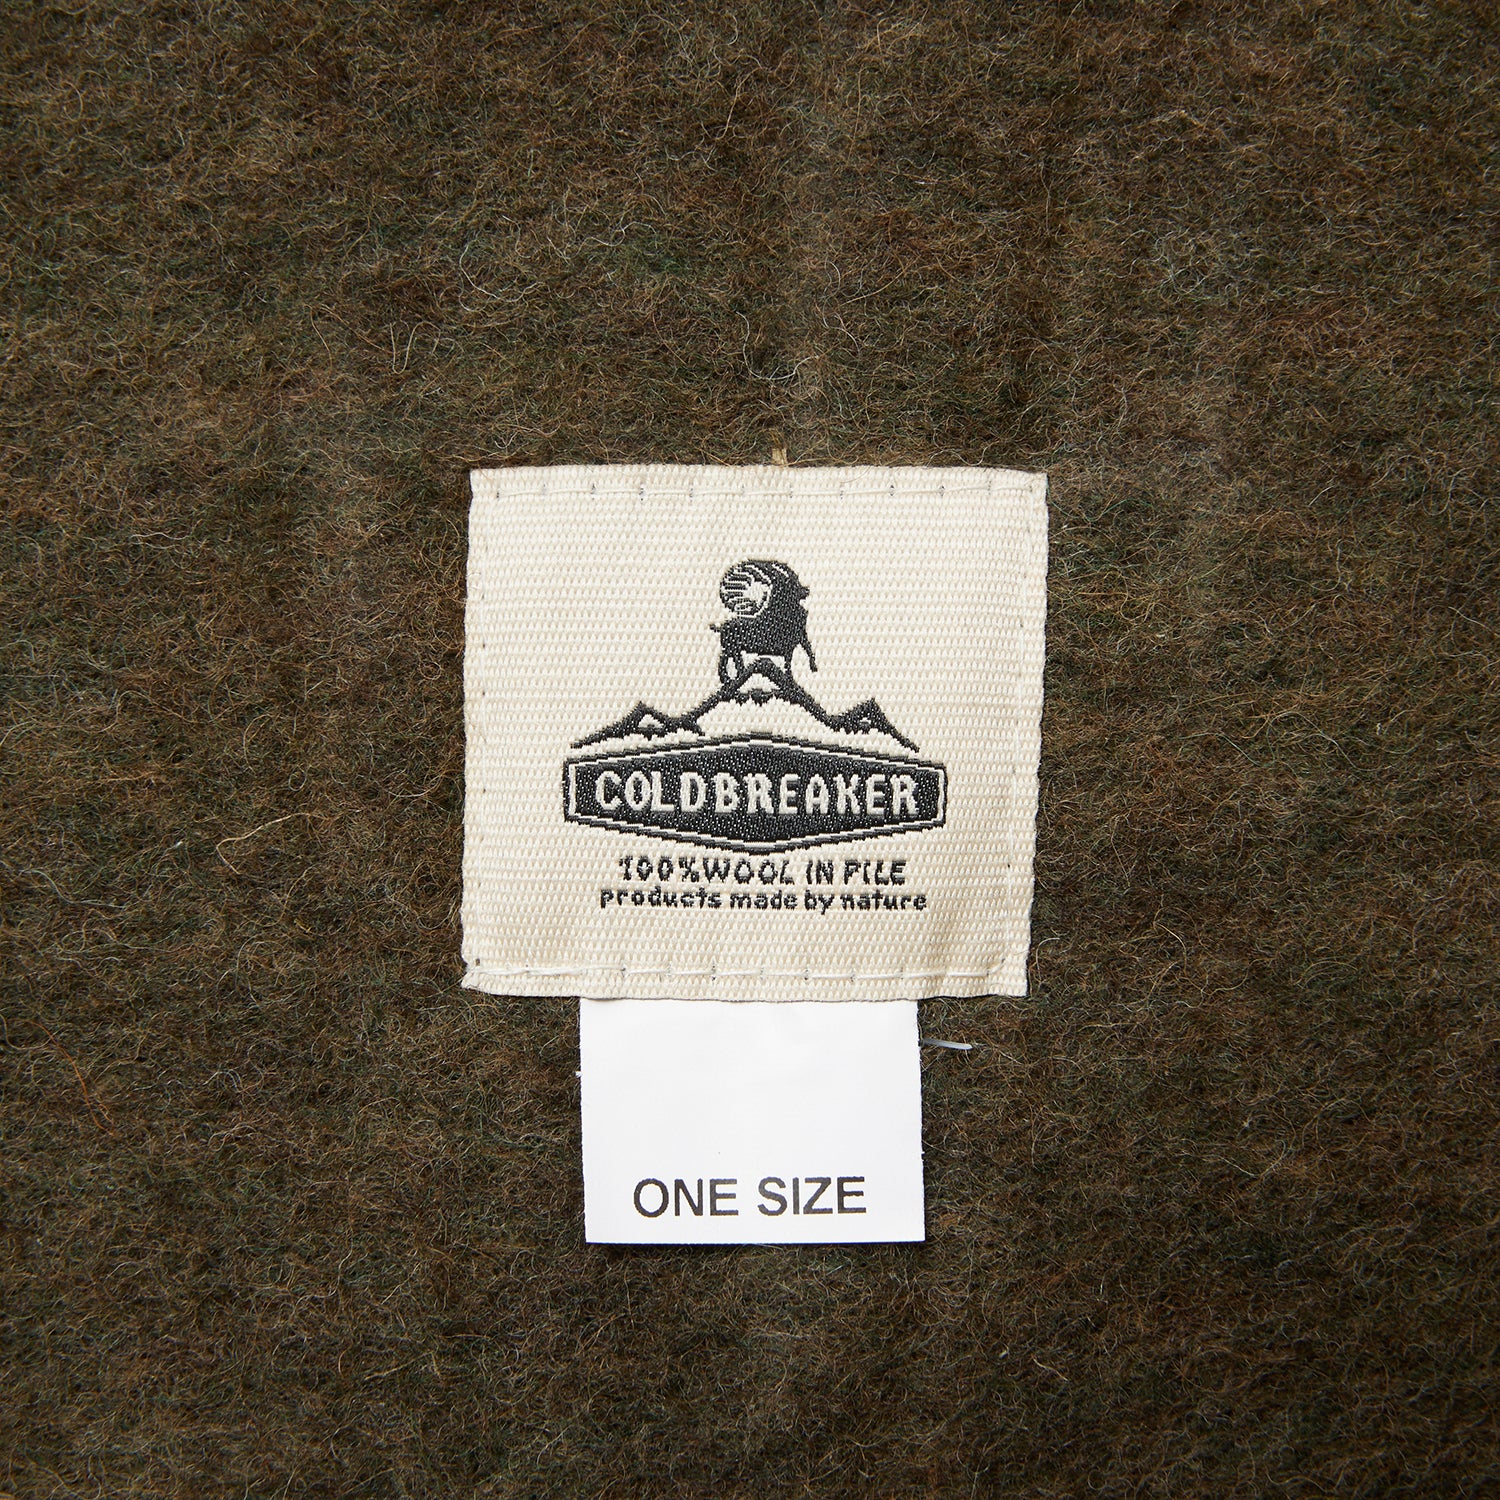 COLDBREAKER
100%WOOL IN PILE
products made by nature
ONE SIZE